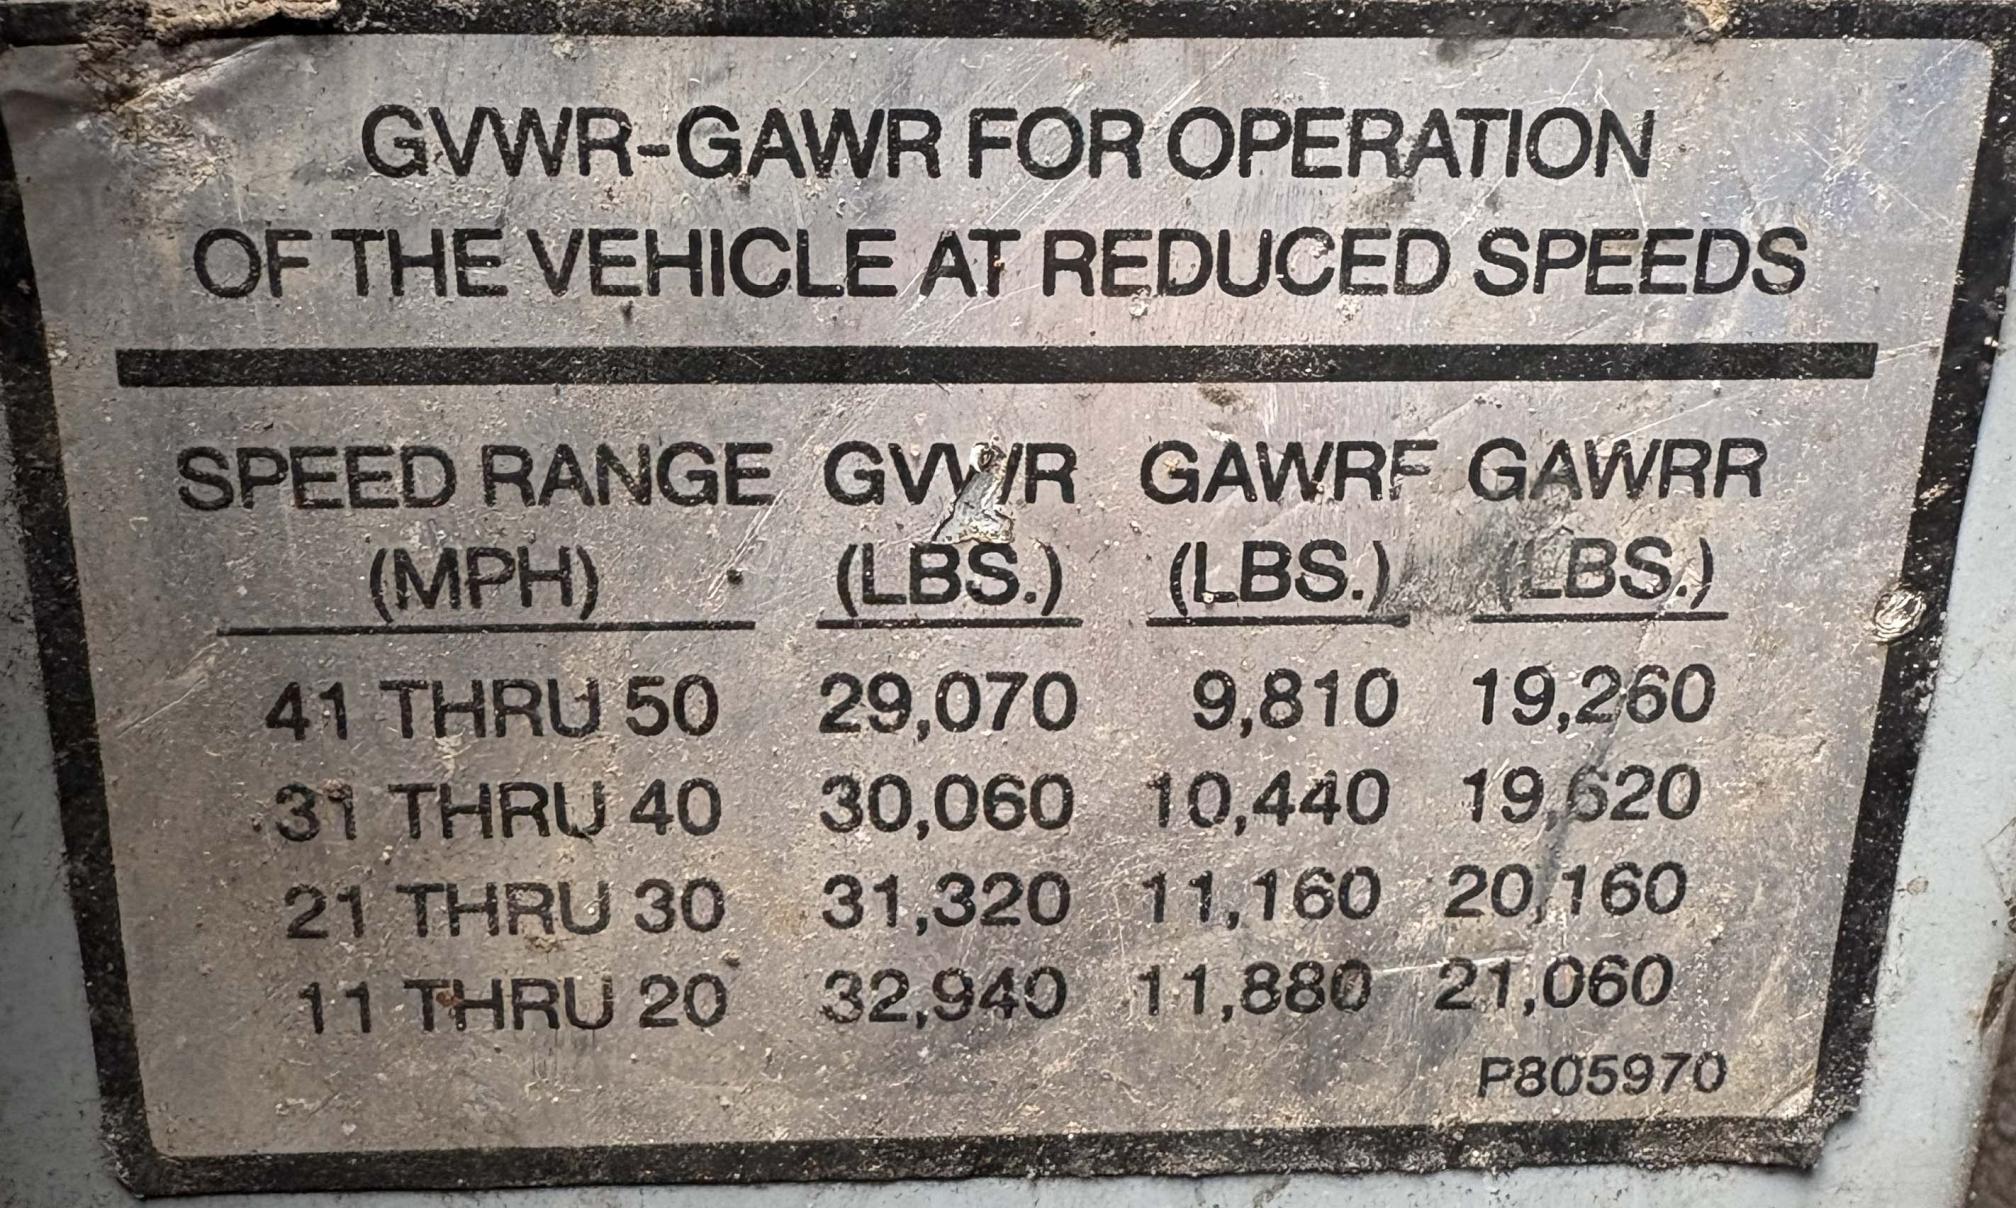 GVWR-GAWR FOR OPERATION
OF THE VEHICLE AT REDUCED SPEEDS
SPEED RANGE GVWR GAWRF GAWRR
(MPH) (LBS.) (LBS.) (LBS.)
41 THRU 50 29,070 9,810 19,260
31 THRU 40 30,060 10,440 19,620
21 THRU 30 31,320 11,160 20,160
11 THRU 20 32,940 11,880 21,060
P805970